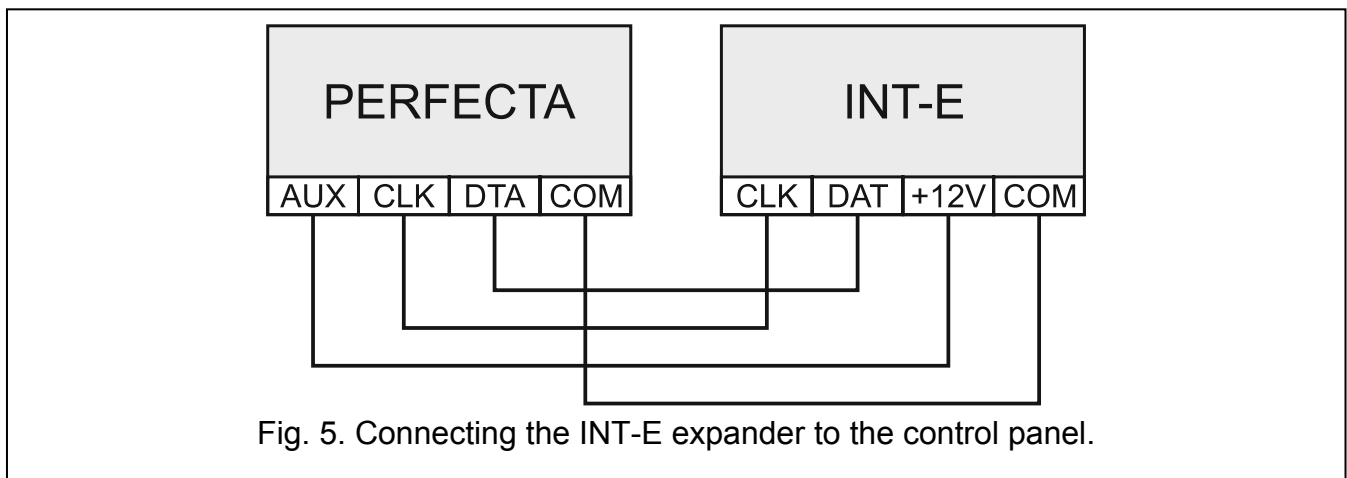 PERFECTA INT-E
AUX CLK DTA COM CLK DAT +12V COM
Fig. 5. Connecting the INT-E expander to the control panel.